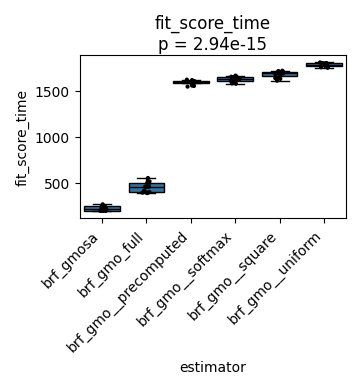 fit_score_time
p = 2.94e-15
fit_score_time
1500
1000
500
brf_gmosa
brf_gmo_full
brf_gmo__precomputed
brf_gmo__softmax
brf_gmo__square
brf_gmo__uniform
estimator